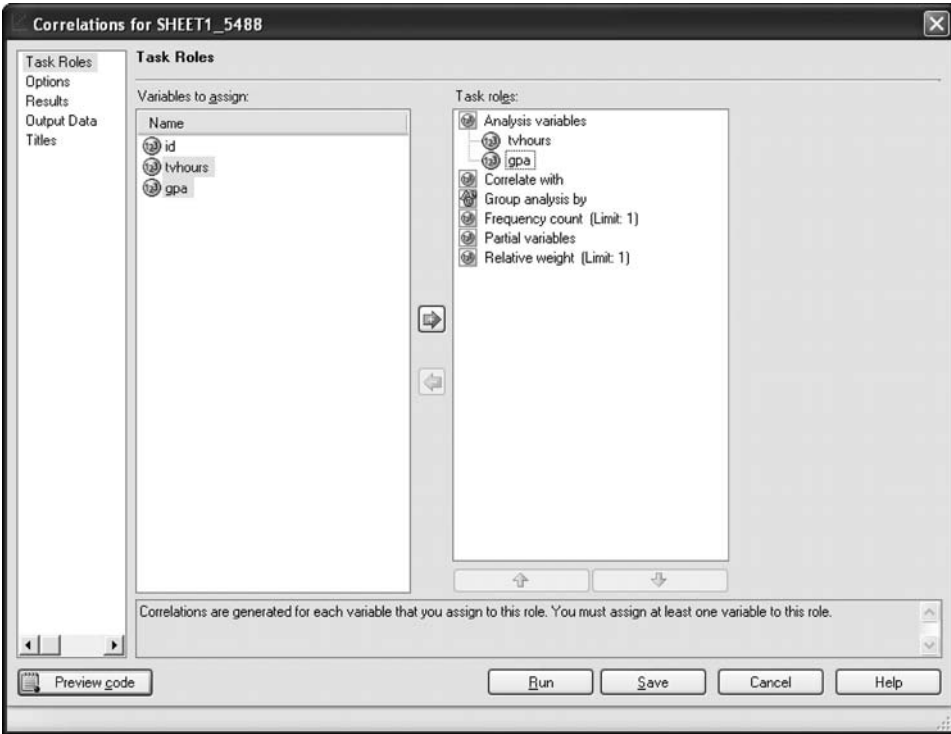 Correlations for SHEET1_5488
Task Roles
Options
Results
Output Data
Titles
Task Roles
Variables to assign:
Name
id
tvhours
gpa
Task roles:
Analysis variables
tvhours
gpa
Correlate with
Group analysis by
Frequency count (Limit: 1)
Partial variables
Relative weight (Limit: 1)
Correlations are generated for each variable that you assign to this role. You must assign at least one variable to this role.
Preview code
Run
Save
Cancel
Help